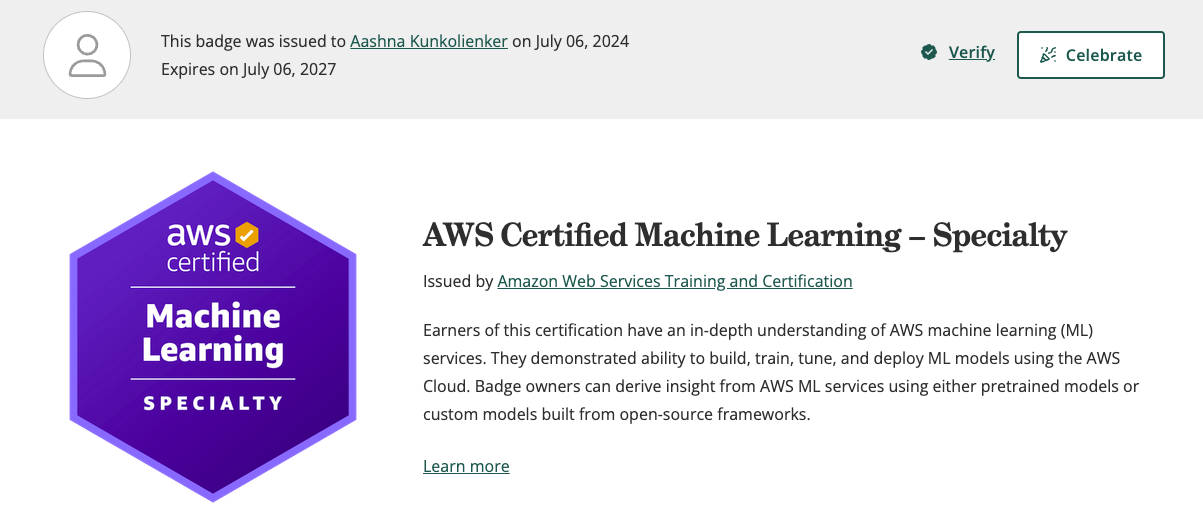 This badge was issued to Aashna Kunkolienker on July 06, 2024
Expires on July 06, 2027
Verify
Celebrate
aws
certified
Machine
Learning
SPECIALTY
AWS Certified Machine Learning – Specialty
Issued by Amazon Web Services Training and Certification
Earners of this certification have an in-depth understanding of AWS machine learning (ML)
services. They demonstrated ability to build, train, tune, and deploy ML models using the AWS
Cloud. Badge owners can derive insight from AWS ML services using either pretrained models or
custom models built from open-source frameworks.
Learn more